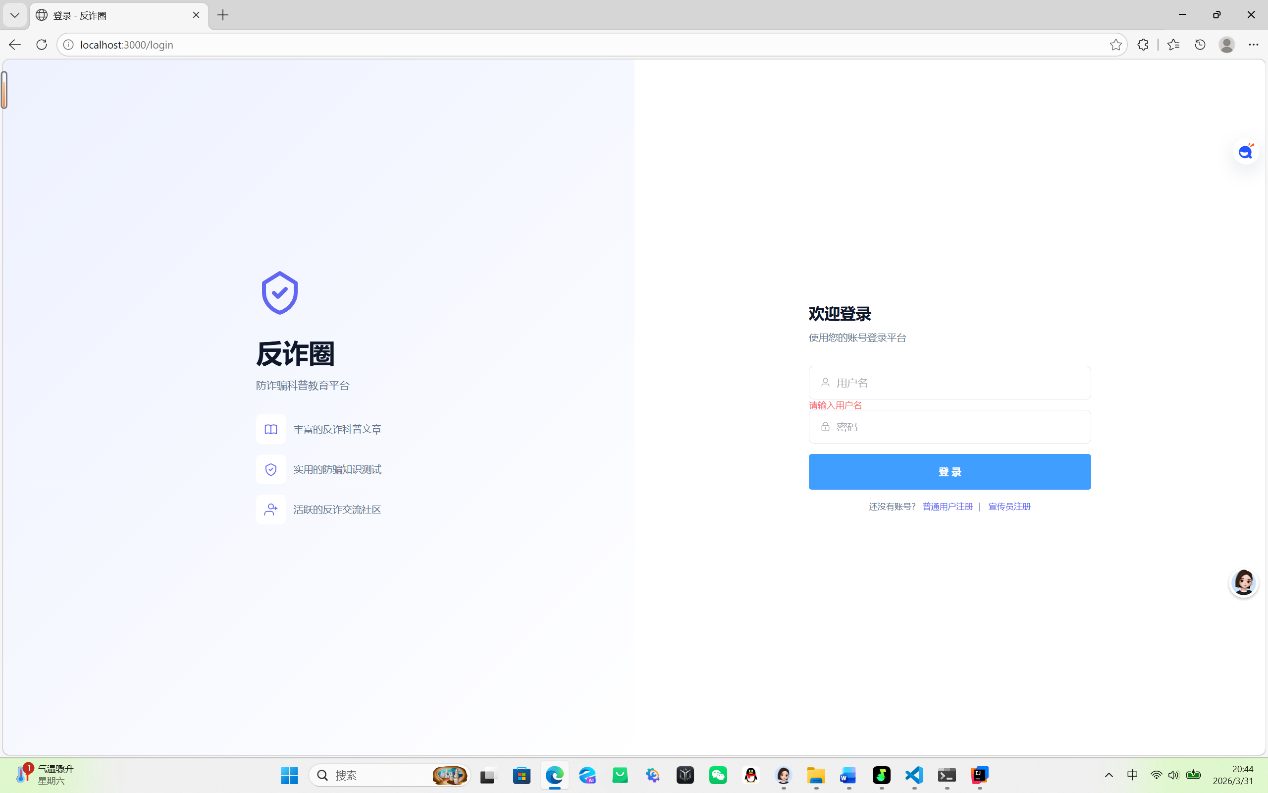 登录 - 反诈圈
localhost:3000/login
反诈圈
防诈骗科普教育平台
丰富的反诈科普文章
实用的防骗知识测试
活跃的反诈交流社区
欢迎登录
使用您的账号登录平台
用户名
请输入用户名
密码
登 录
还没有账号？ 普通用户注册 | 宣传员注册
1
气温骤升
星期六
搜索
中
20:44
2026/3/31